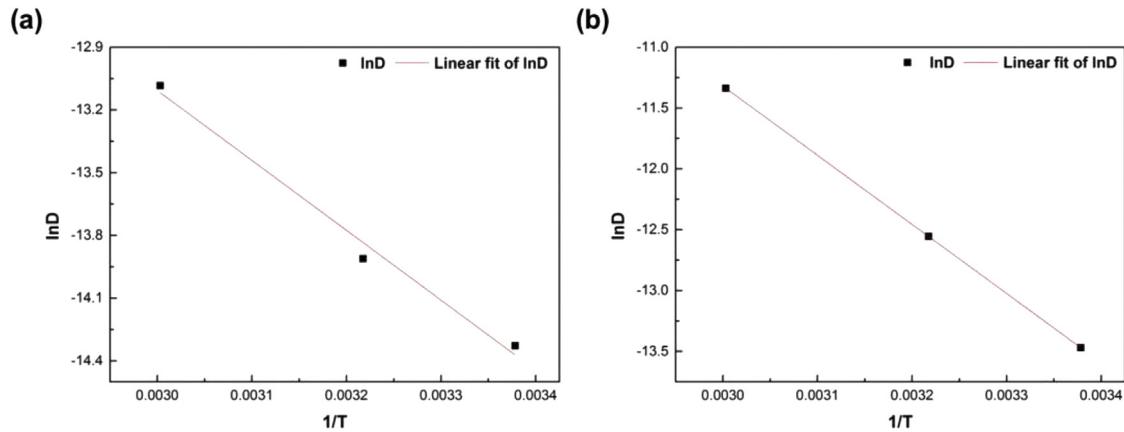 (a)
lnD Linear fit of lnD
-12.9
-13.2
-13.5
-13.8
-14.1
-14.4
lnD
0.0030 0.0031 0.0032 0.0033 0.0034
1/T
(b)
lnD Linear fit of lnD
-11.0
-11.5
-12.0
-12.5
-13.0
-13.5
lnD
0.0030 0.0031 0.0032 0.0033 0.0034
1/T